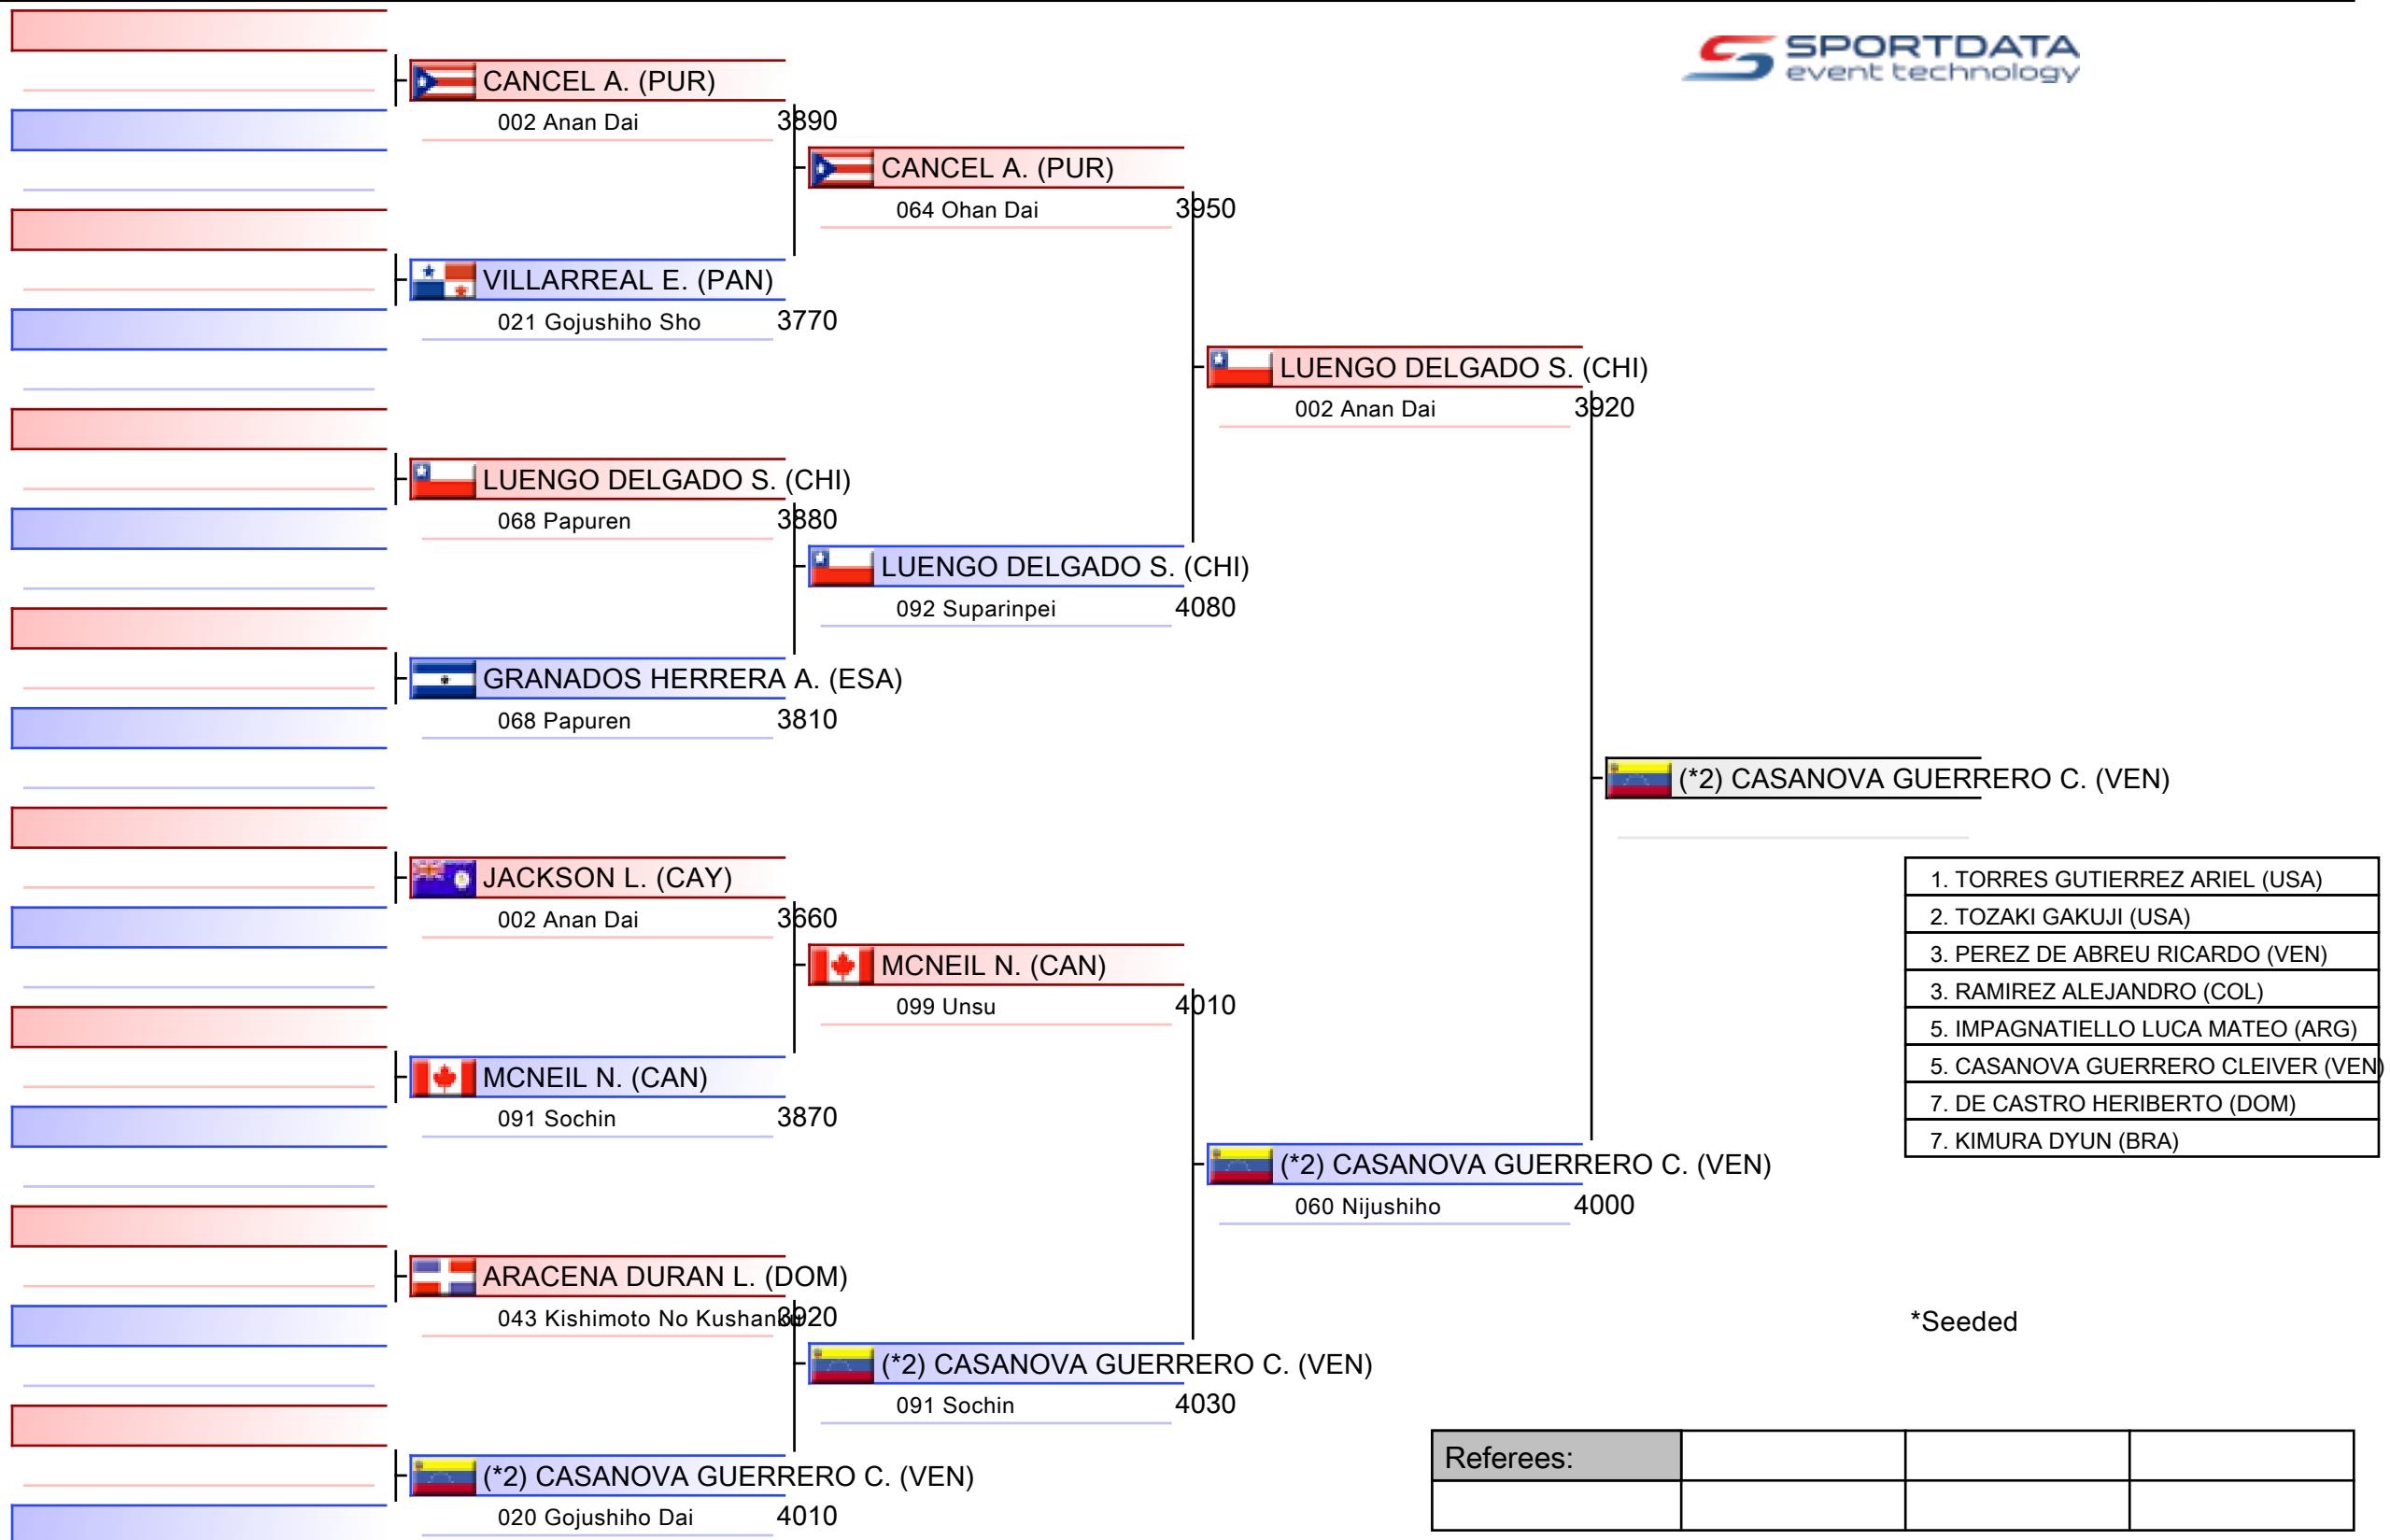 SPORTDATA
event technology
CANCEL A. (PUR)
002 Anan Dai 3890
VILLARREAL E. (PAN)
021 Gojushiho Sho 3770
LUENGO DELGADO S. (CHI)
068 Papuren 3880
GRANADOS HERRERA A. (ESA)
068 Papuren 3810
JACKSON L. (CAY)
002 Anan Dai 3660
MCNEIL N. (CAN)
091 Sochin 3870
ARACENA DURAN L. (DOM)
043 Kishimoto No Kushanku 3920
(*2) CASANOVA GUERRERO C. (VEN)
020 Gojushiho Dai 4010
CANCEL A. (PUR)
064 Ohan Dai 3950
LUENGO DELGADO S. (CHI)
092 Suparinpei 4080
MCNEIL N. (CAN)
099 Unsu 4010
(*2) CASANOVA GUERRERO C. (VEN)
091 Sochin 4030
LUENGO DELGADO S. (CHI)
002 Anan Dai 3920
(*2) CASANOVA GUERRERO C. (VEN)
060 Nijushiho 4000
(*2) CASANOVA GUERRERO C. (VEN)
1. TORRES GUTIERREZ ARIEL (USA)
2. TOZAKI GAKUJI (USA)
3. PEREZ DE ABREU RICARDO (VEN)
3. RAMIREZ ALEJANDRO (COL)
5. IMPAGNATIELLO LUCA MATEO (ARG)
5. CASANOVA GUERRERO CLEIVER (VEN)
7. DE CASTRO HERIBERTO (DOM)
7. KIMURA DYUN (BRA)
*Seeded
Referees: